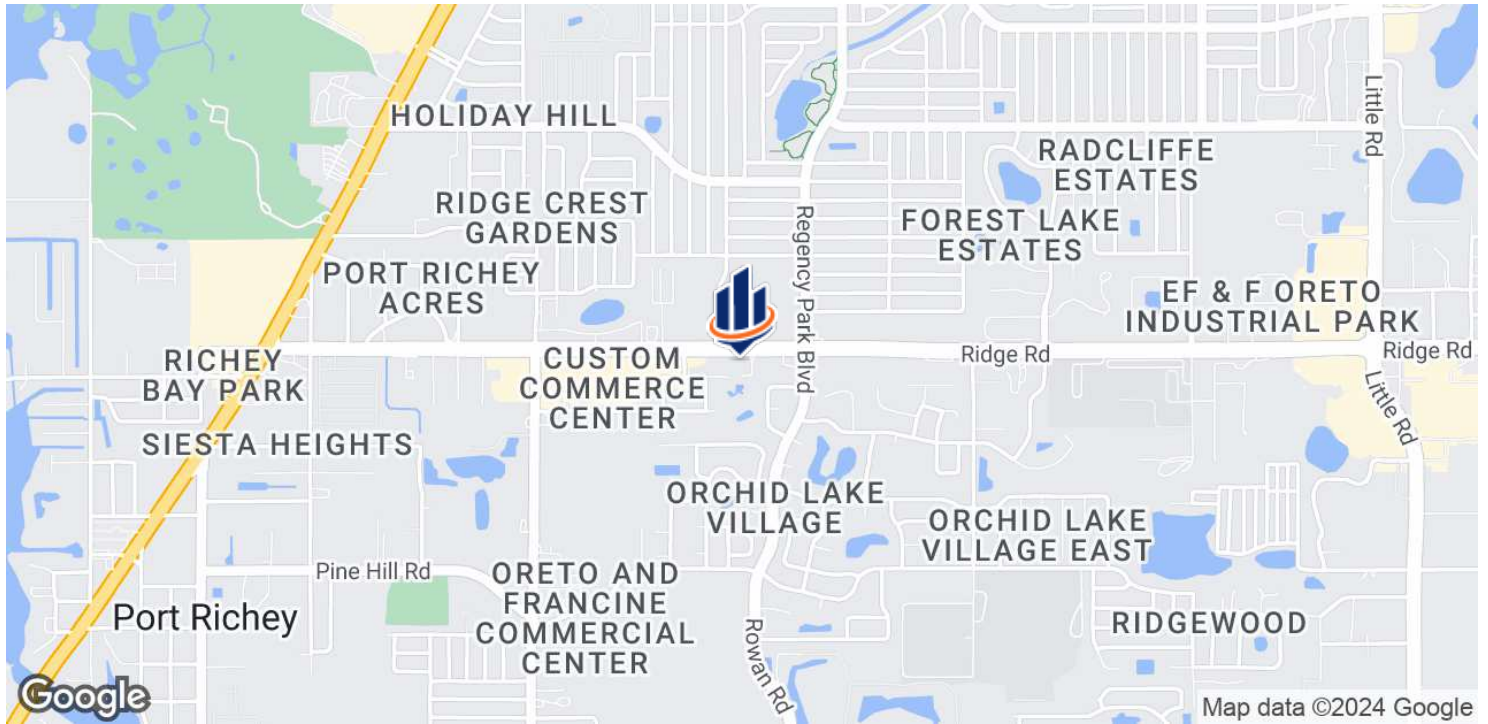 HOLIDAY HILL
Little Rd
RADCLIFFE
ESTATES
RIDGE CREST
GARDENS
Regency Park Blvd
FOREST LAKE
ESTATES
PORT RICHEY
ACRES
EF & F ORETO
INDUSTRIAL PARK
RICHEY
BAY PARK
CUSTOM
COMMERCE
CENTER
Ridge Rd
Ridge Rd
Little Rd
SIESTA HEIGHTS
ORCHID LAKE
VILLAGE
ORCHID LAKE
VILLAGE EAST
Pine Hill Rd
ORETO AND
FRANCINE
COMMERCIAL
CENTER
Port Richey
RIDGEWOOD
Rowan Rd
Google
Map data ©2024 Google